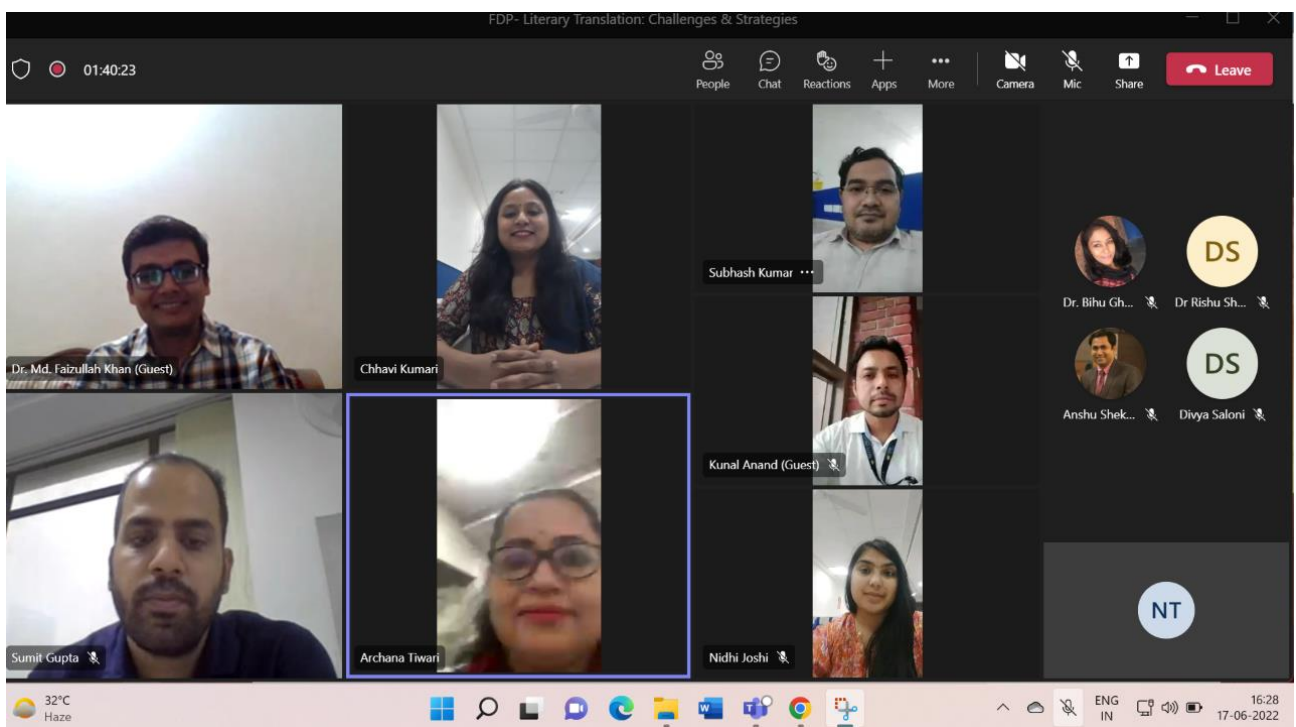 FDP- Literary Translation: Challenges & Strategies
01:40:23
People Chat Reactions Apps More Camera Mic Share Leave
Dr. Md. Faizullah Khan (Guest)
Chhavi Kumari
Subhash Kumar ...
Kunal Anand (Guest)
Sumit Gupta
Archana Tiwari
Nidhi Joshi
DS
Dr. Bihu Gh... Dr Rishu Sh...
DS
Anshu Shek... Divya Saloni
NT
32°C
Haze
ENG
IN
16:28
17-06-2022